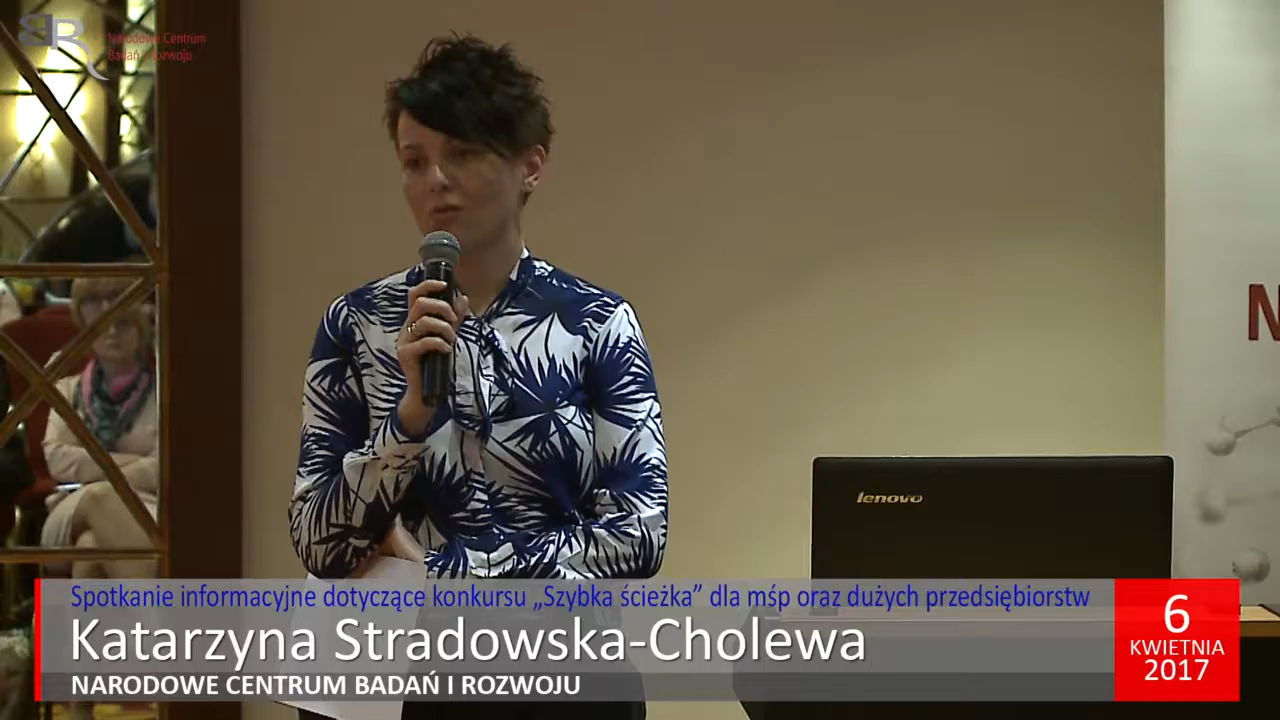 BR
Narodowe Centrum
Badań i Rozwoju
N
lenovo
Spotkanie informacyjne dotyczące konkursu „Szybka ścieżka” dla mśp oraz dużych przedsiębiorstw
Katarzyna Stradowska-Cholewa
NARODOWE CENTRUM BADAŃ I ROZWOJU
6
KWIETNIA
2017